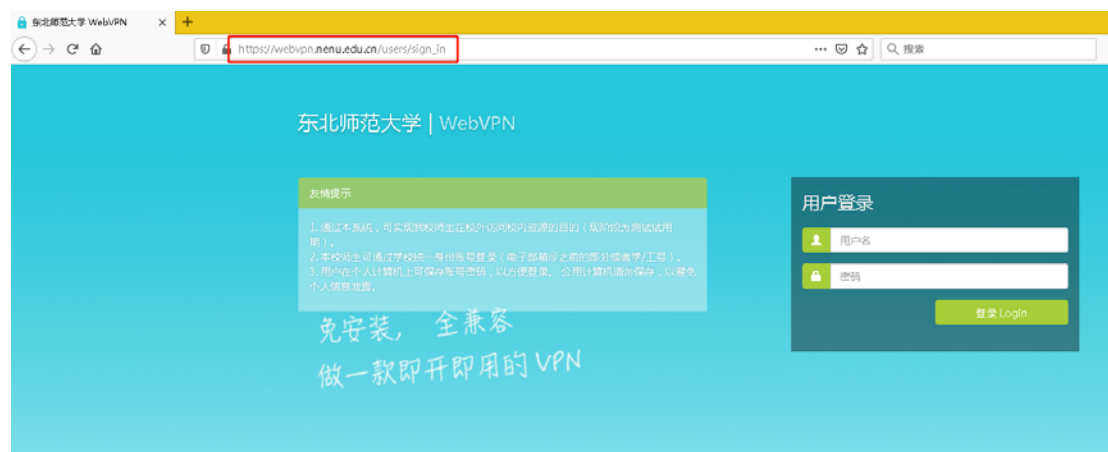 东北师范大学 WebVPN
https://webvpn.nenu.edu.cn/users/sign_in
搜索
东北师范大学 | WebVPN
友情提示
1. 通过本系统，可实现我校师生在校外访问校内资源的目的（现阶段为测试试用
期）。
2. 本校师生可通过学校统一身份账号登录（电子邮箱@之前的部分或者学/工号）。
3. 用户在个人计算机上可保存账号密码，以方便登录。 公用计算机请勿保存，以避免
个人信息泄露。
免安装， 全兼容
做一款即开即用的 VPN
用户登录
用户名
密码
登录 Login